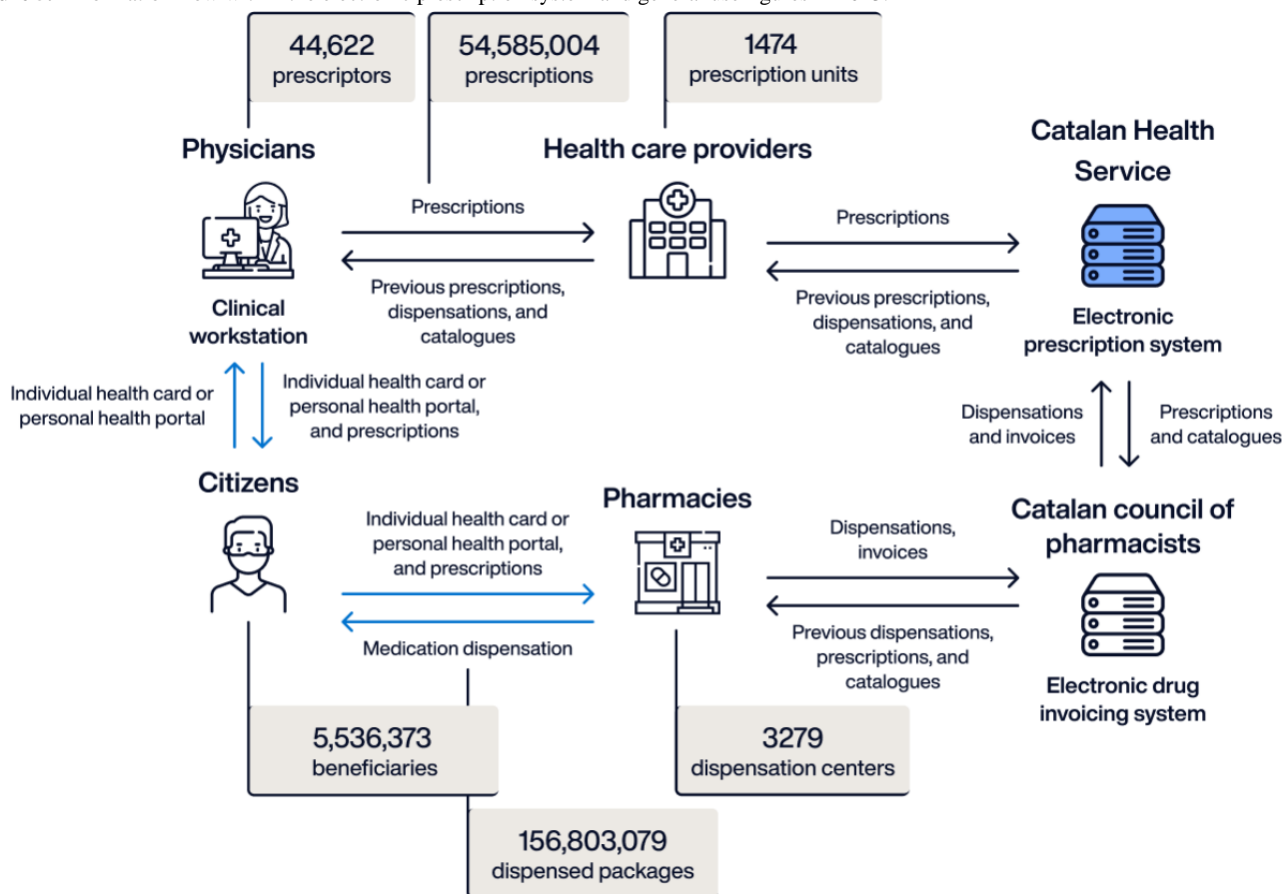 44,622
prescriptors
54,585,004
prescriptions
1474
prescription units
Physicians
Health care providers
Catalan Health
Service
Prescriptions
Prescriptions
Previous prescriptions,
dispensations, and
catalogues
Previous prescriptions,
dispensations, and
catalogues
Clinical
workstation
Electronic
prescription system
Individual health card or
personal health portal
Individual health card or
personal health portal,
and prescriptions
Dispensations
and invoices
Prescriptions
and catalogues
Citizens
Pharmacies
Catalan council of
pharmacists
Individual health card or
personal health portal,
and prescriptions
Dispensations,
invoices
Medication dispensation
Previous dispensations,
prescriptions, and
catalogues
Electronic drug
invoicing system
5,536,373
beneficiaries
3279
dispensation centers
156,803,079
dispensed packages